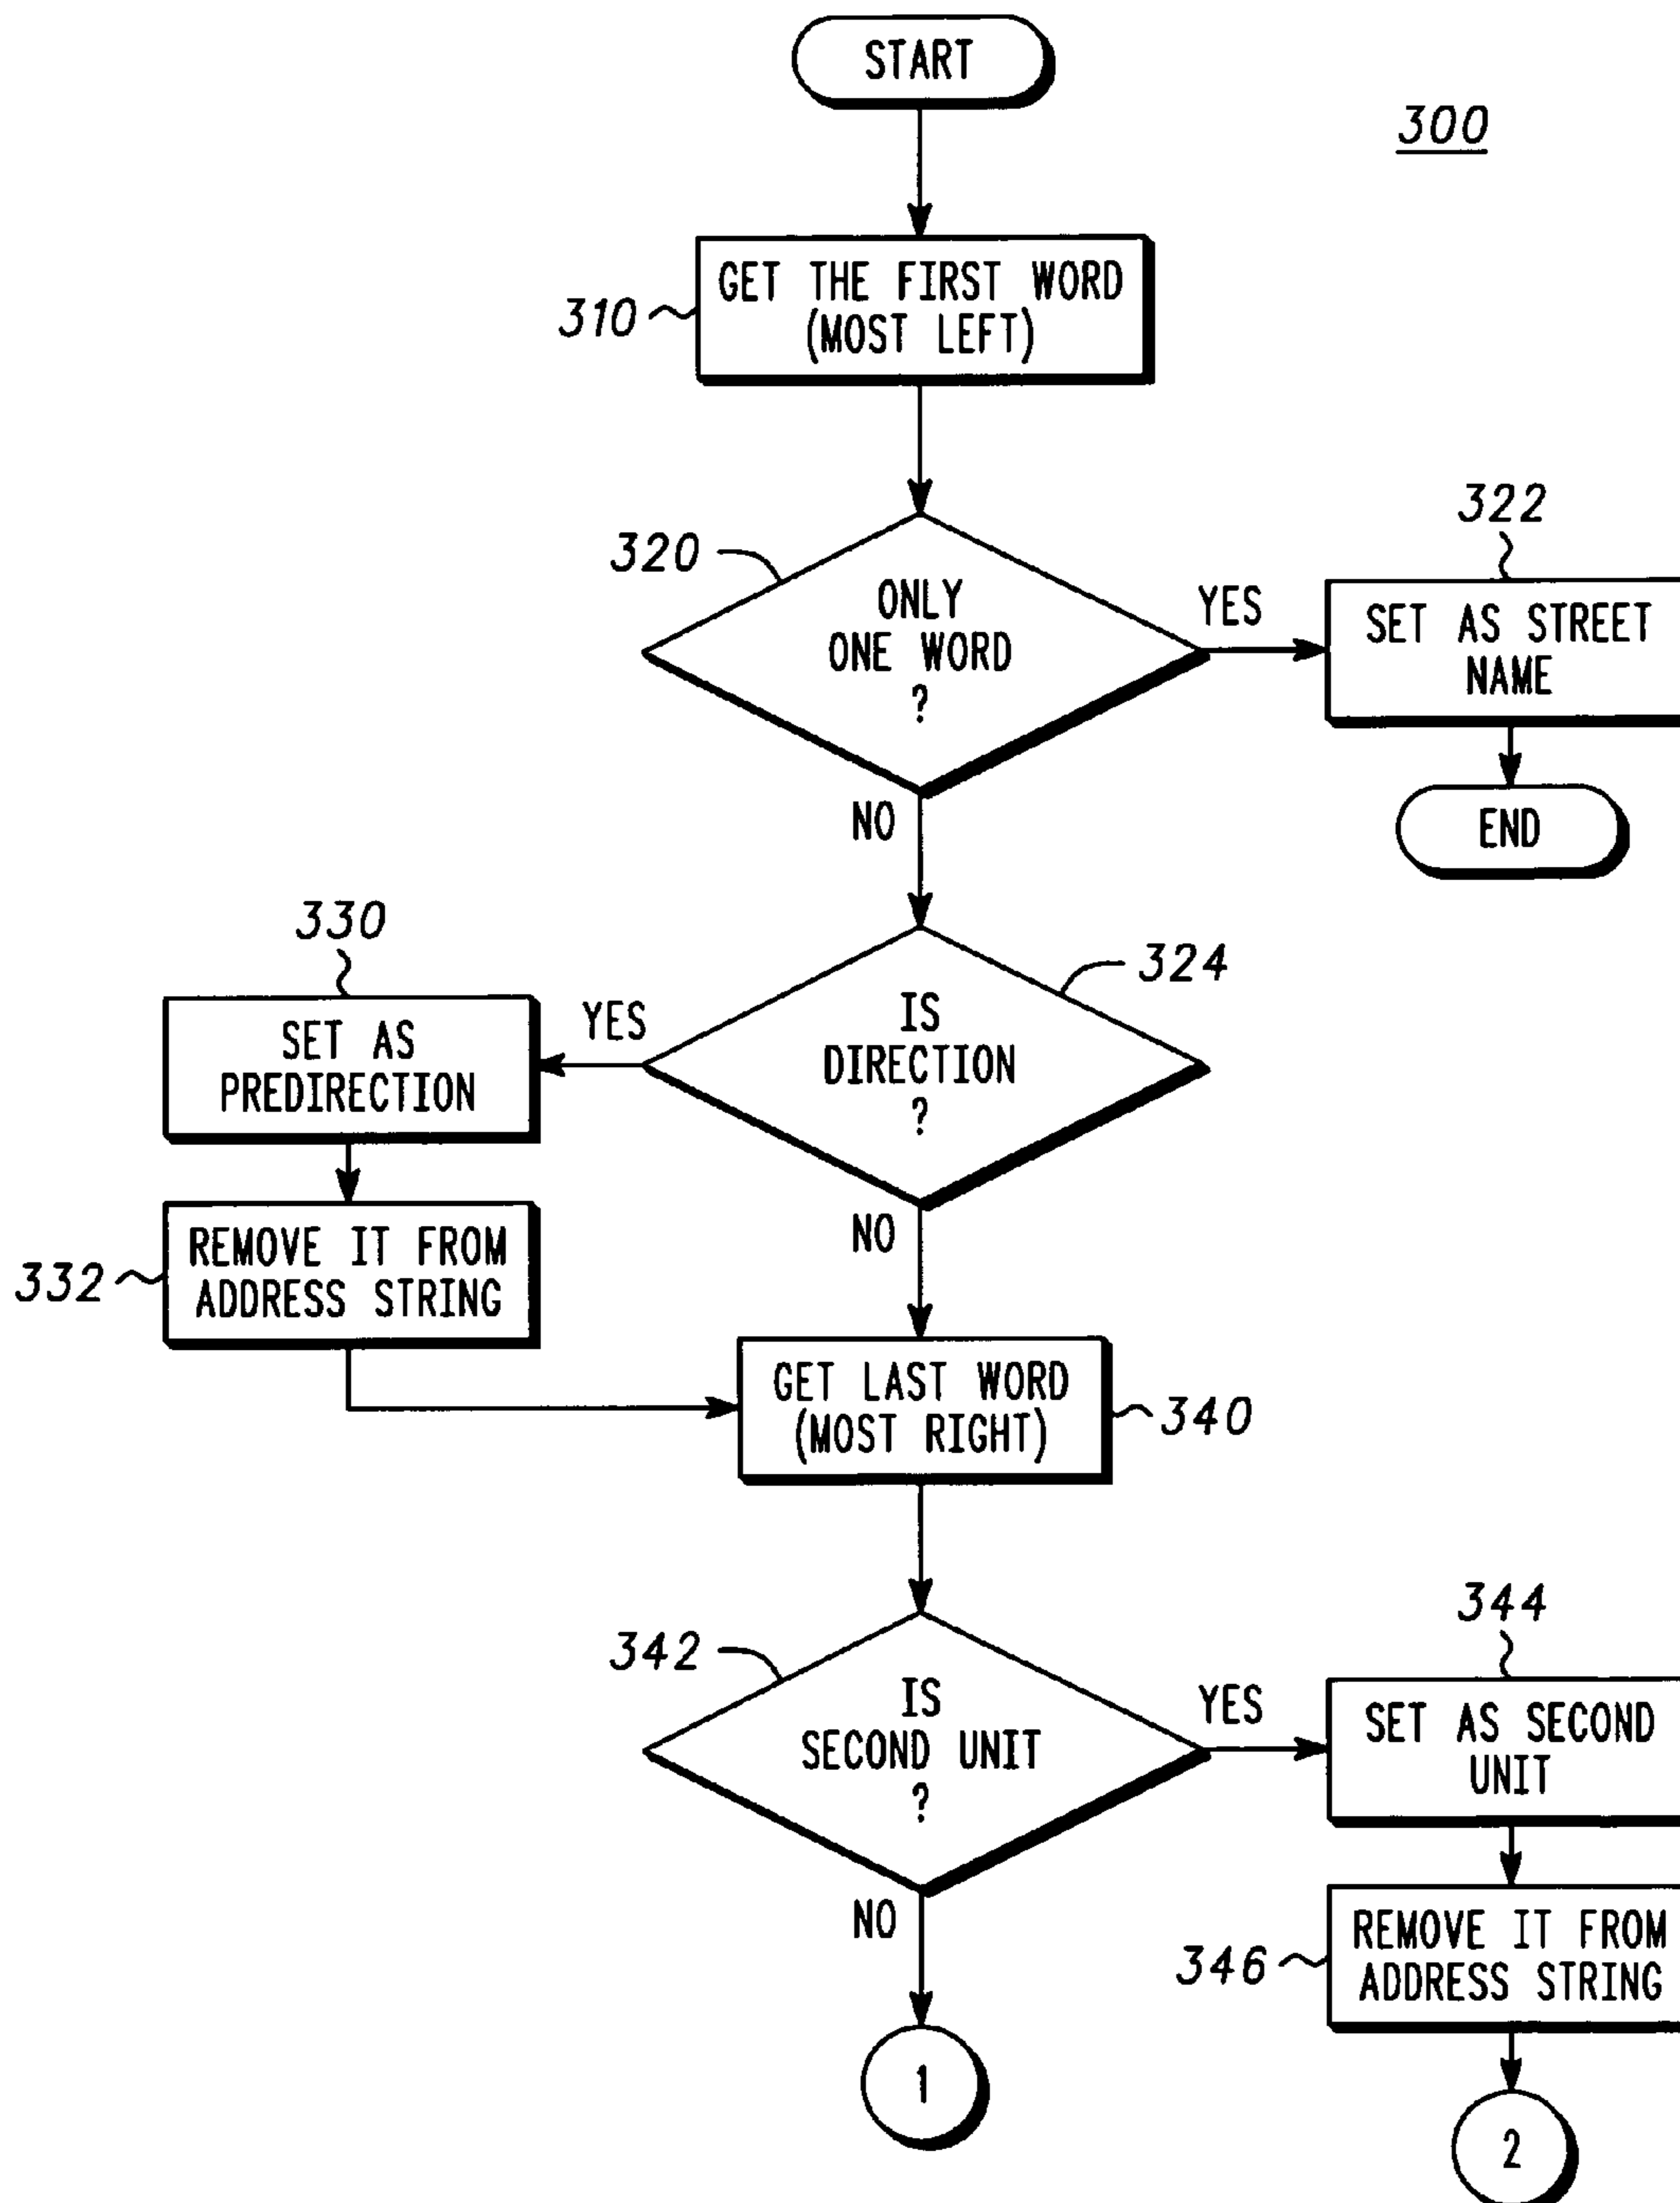 START
300
310
GET THE FIRST WORD
(MOST LEFT)
320
ONLY
ONE WORD
?
YES
322
SET AS STREET
NAME
END
NO
324
IS
DIRECTION
?
YES
330
SET AS
PREDIRECTION
332
REMOVE IT FROM
ADDRESS STRING
NO
GET LAST WORD
(MOST RIGHT)
340
342
IS
SECOND UNIT
?
YES
344
SET AS SECOND
UNIT
346
REMOVE IT FROM
ADDRESS STRING
NO
1
2